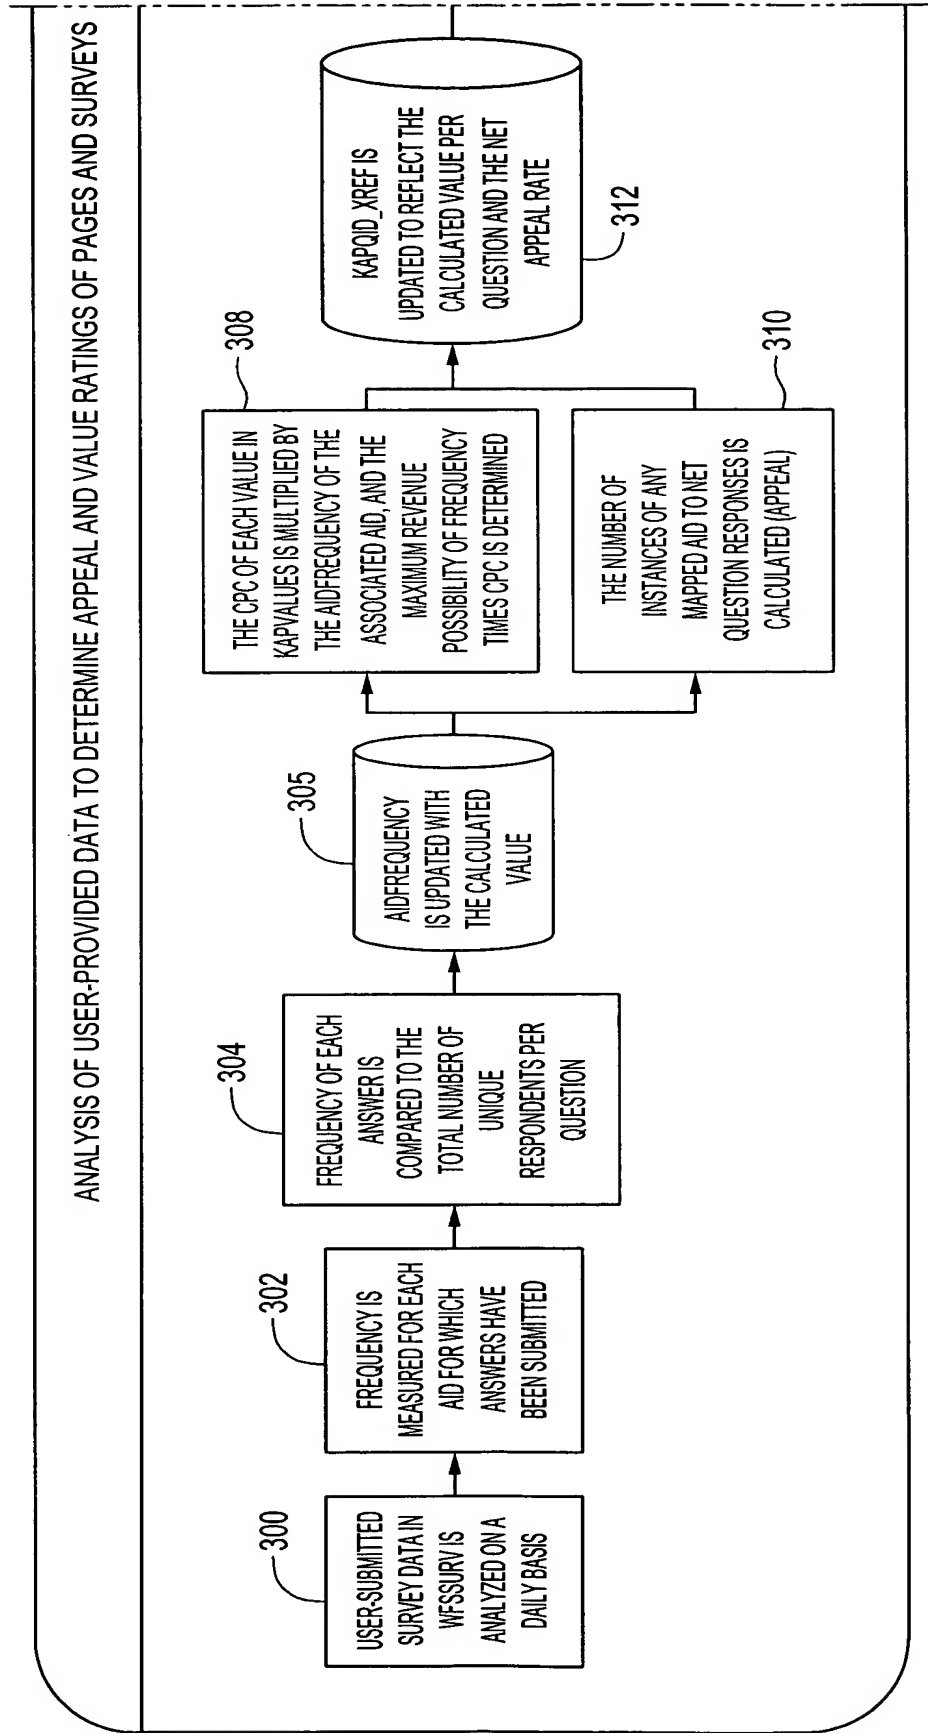 ANALYSIS OF USER-PROVIDED DATA TO DETERMINE APPEAL AND VALUE RATINGS OF PAGES AND SURVEYS
300
USER-SUBMITTED
SURVEY DATA IN
WFSSURV IS
ANALYZED ON A
DAILY BASIS
302
FREQUENCY IS
MEASURED FOR EACH
AID FOR WHICH
ANSWERS HAVE
BEEN SUBMITTED
304
FREQUENCY OF EACH
ANSWER IS
COMPARED TO THE
TOTAL NUMBER OF
UNIQUE
RESPONDENTS PER
QUESTION
305
AIDFREQUENCY
IS UPDATED WITH
THE CALCULATED
VALUE
308
THE CPC OF EACH VALUE IN
KAPVALUES IS MULTIPLIED BY
THE AIDFREQUENCY OF THE
ASSOCIATED AID, AND THE
MAXIMUM REVENUE
POSSIBILITY OF FREQUENCY
TIMES CPC IS DETERMINED
310
THE NUMBER OF
INSTANCES OF ANY
MAPPED AID TO NET
QUESTION RESPONSES IS
CALCULATED (APPEAL)
312
KAPQID_XREF IS
UPDATED TO REFLECT THE
CALCULATED VALUE PER
QUESTION AND THE NET
APPEAL RATE